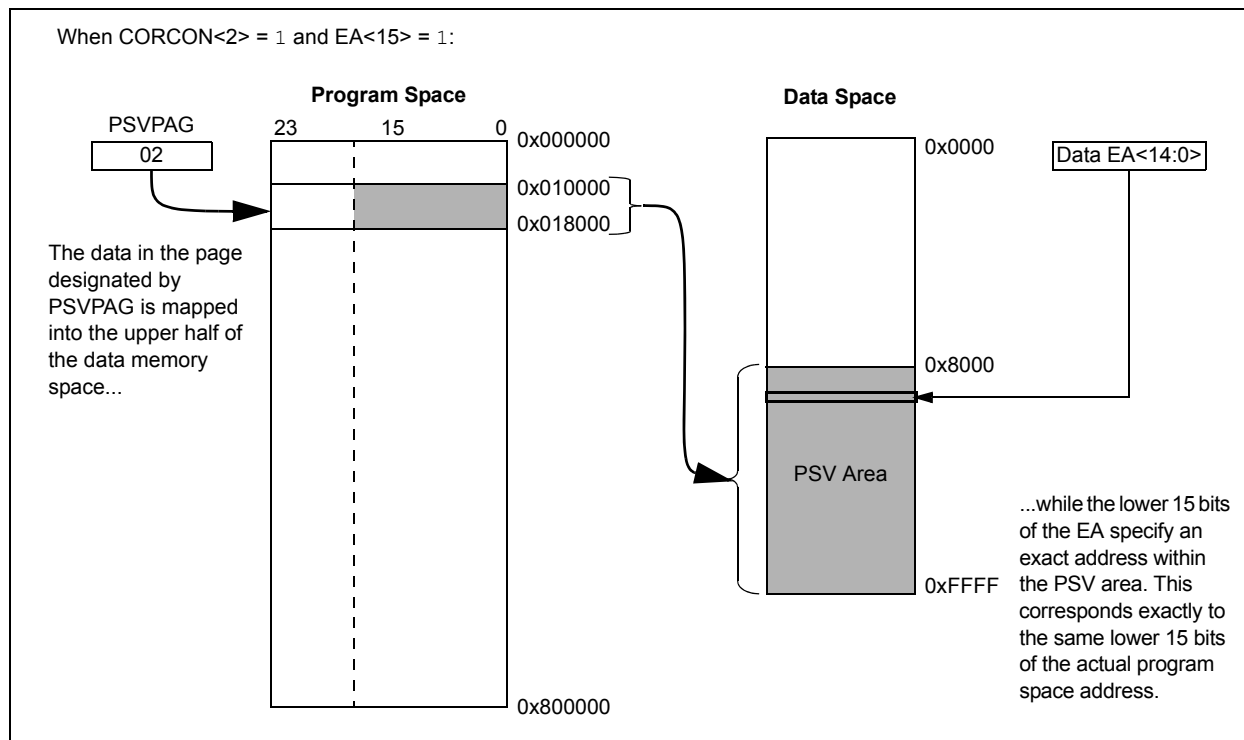 When CORCON<2> = 1 and EA<15> = 1:
Program Space
Data Space
PSVPAG
02
23 15 0
0x000000
0x010000
0x018000
0x800000
The data in the page
designated by
PSVPAG is mapped
into the upper half of
the data memory
space...
0x0000
0x8000
0xFFFF
PSV Area
Data EA<14:0>
...while the lower 15 bits
of the EA specify an
exact address within
the PSV area. This
corresponds exactly to
the same lower 15 bits
of the actual program
space address.